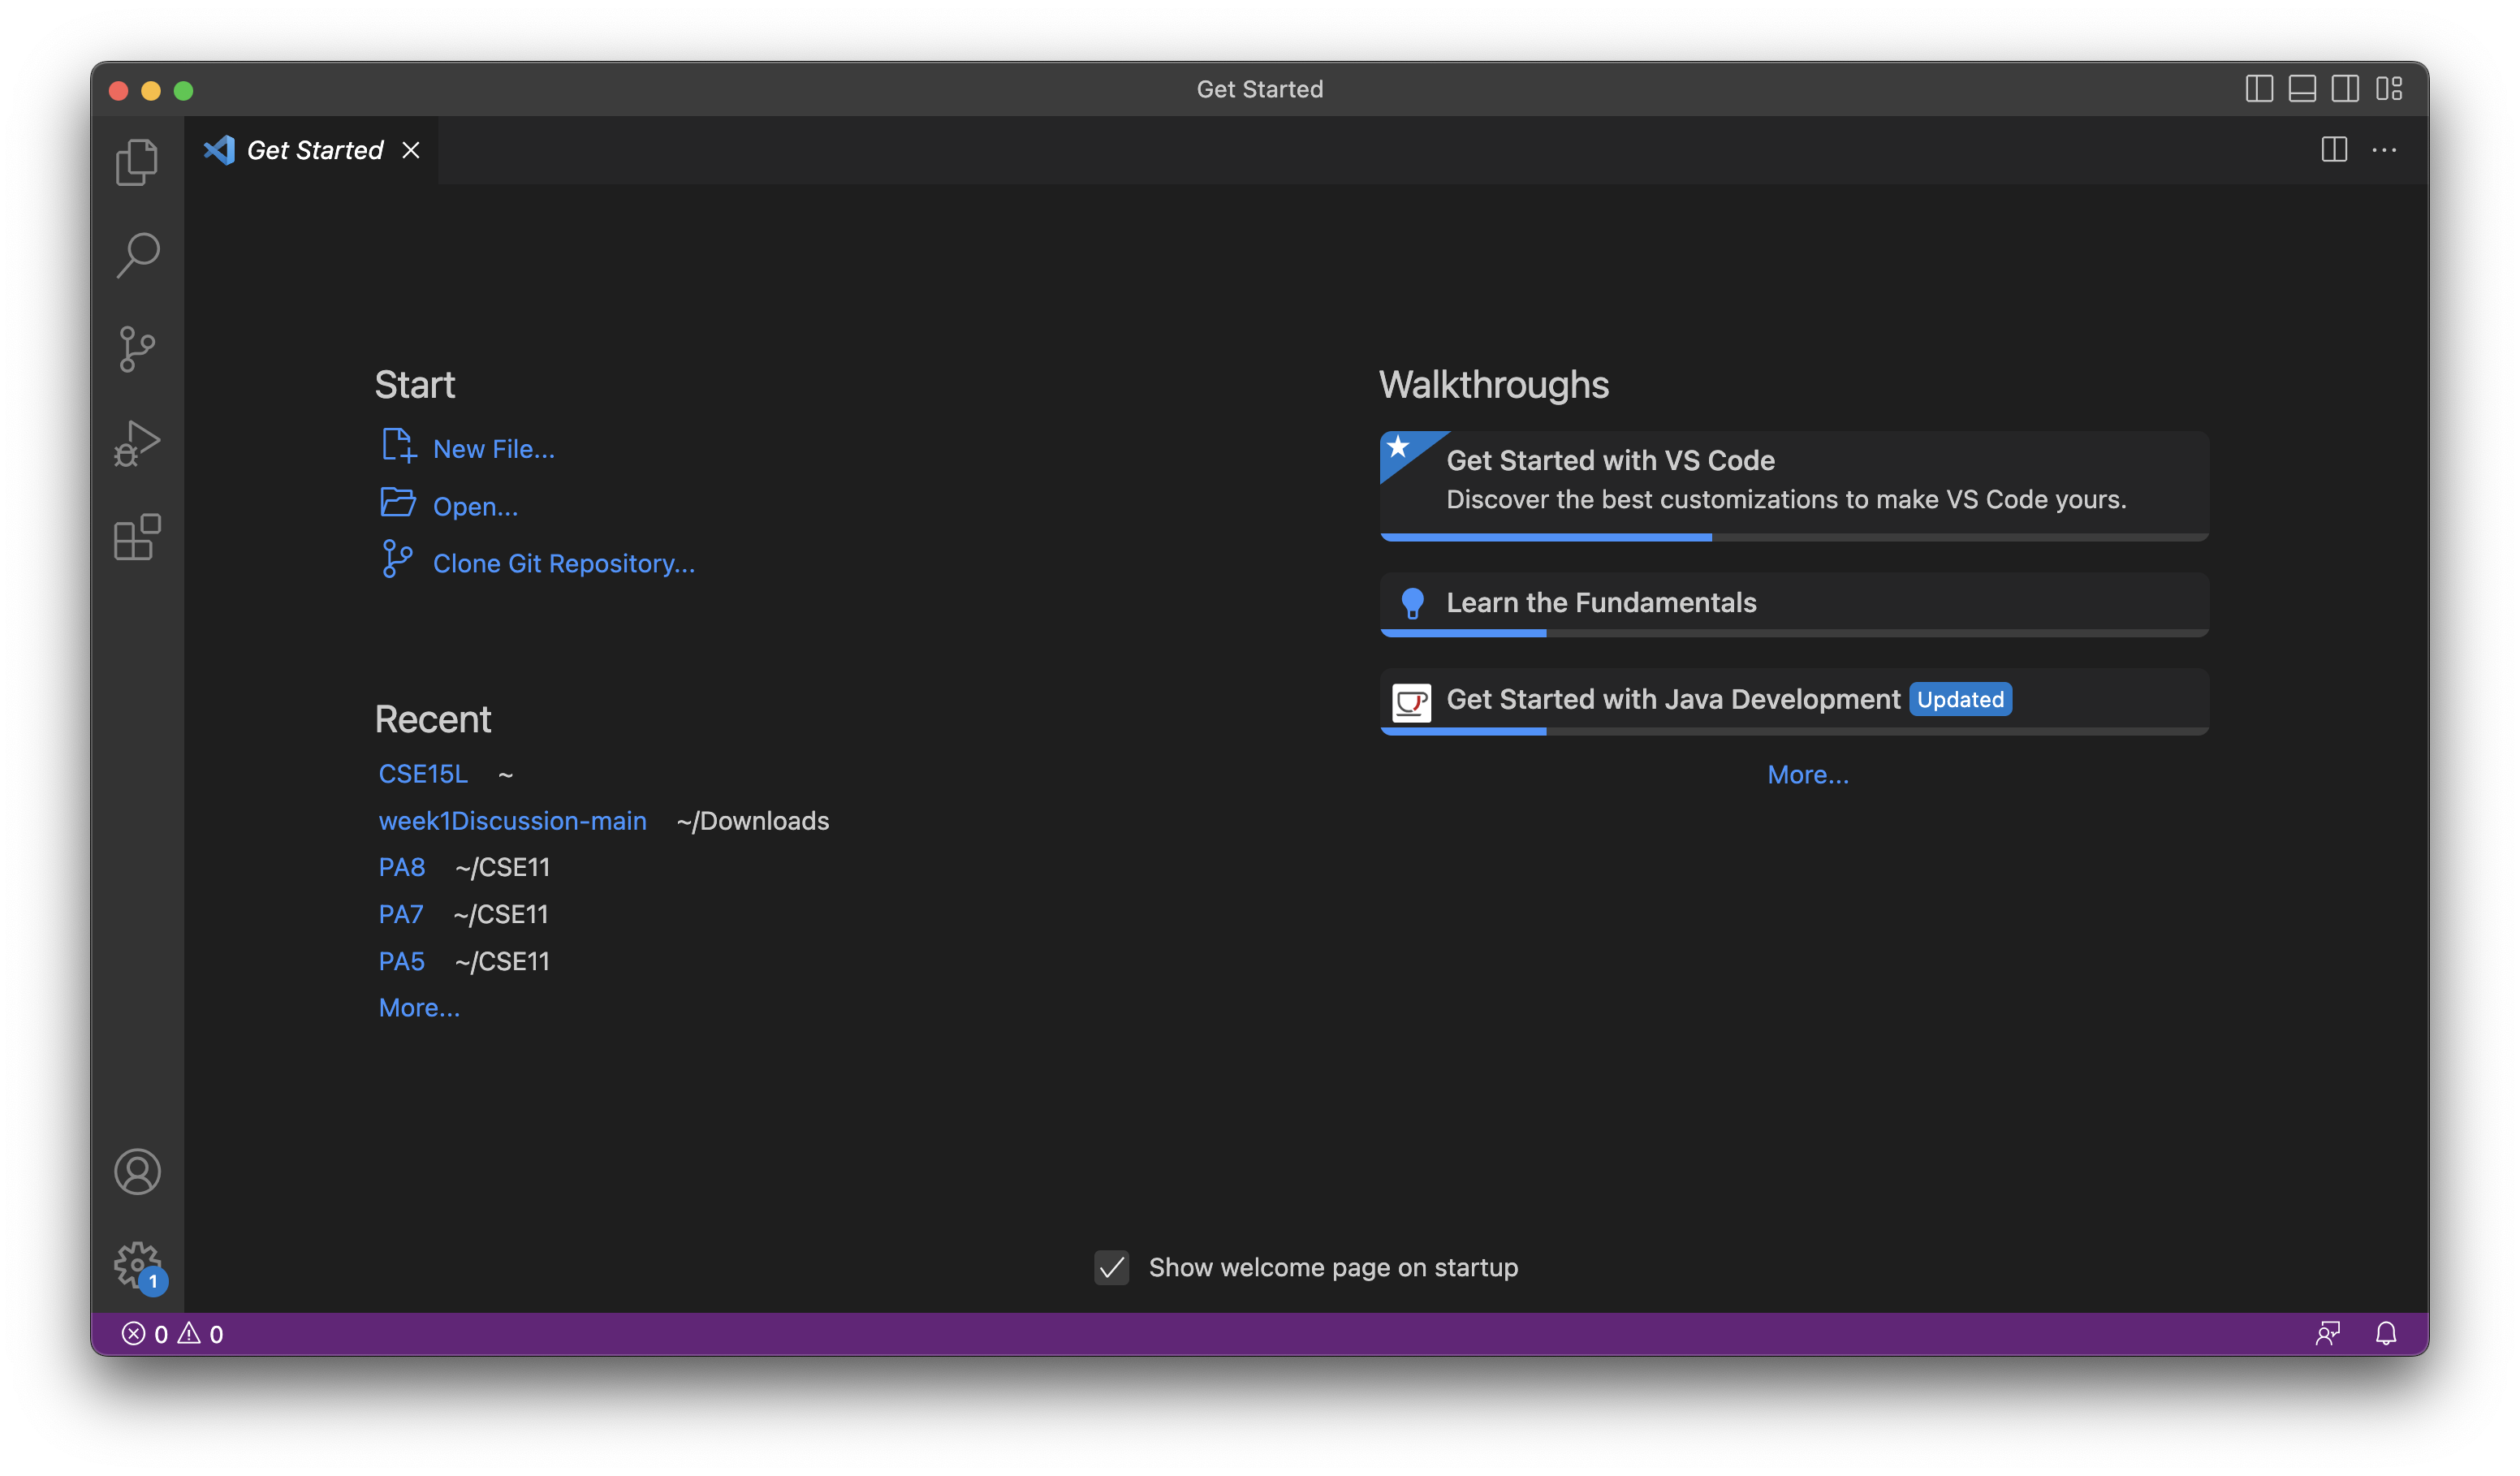 Get Started
Get Started
Start
New File...
Open...
Clone Git Repository...
Recent
CSE15L ~
week1Discussion-main ~/Downloads
PA8 ~/CSE11
PA7 ~/CSE11
PA5 ~/CSE11
More...
Walkthroughs
Get Started with VS Code
Discover the best customizations to make VS Code yours.
Learn the Fundamentals
Get Started with Java Development Updated
More...
Show welcome page on startup
1
0 0